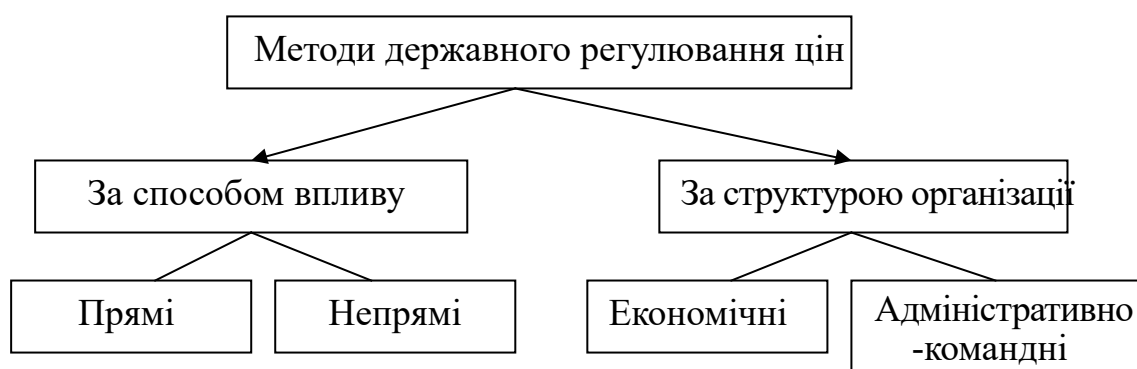 Методи державного регулювання цін
За способом впливу
За структурою організації
Прямі
Непрямі
Економічні
Адміністративно
-командні